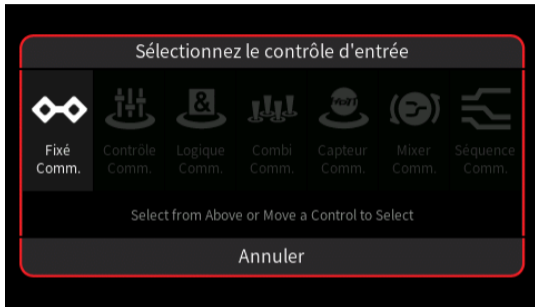 Sélectionnez le contrôle d'entrée
&
Fixé Contrôle Logique Combi Capteur Mixer Séquence
Comm. Comm. Comm. Comm. Comm. Comm. Comm.
Select from Above or Move a Control to Select
Annuler